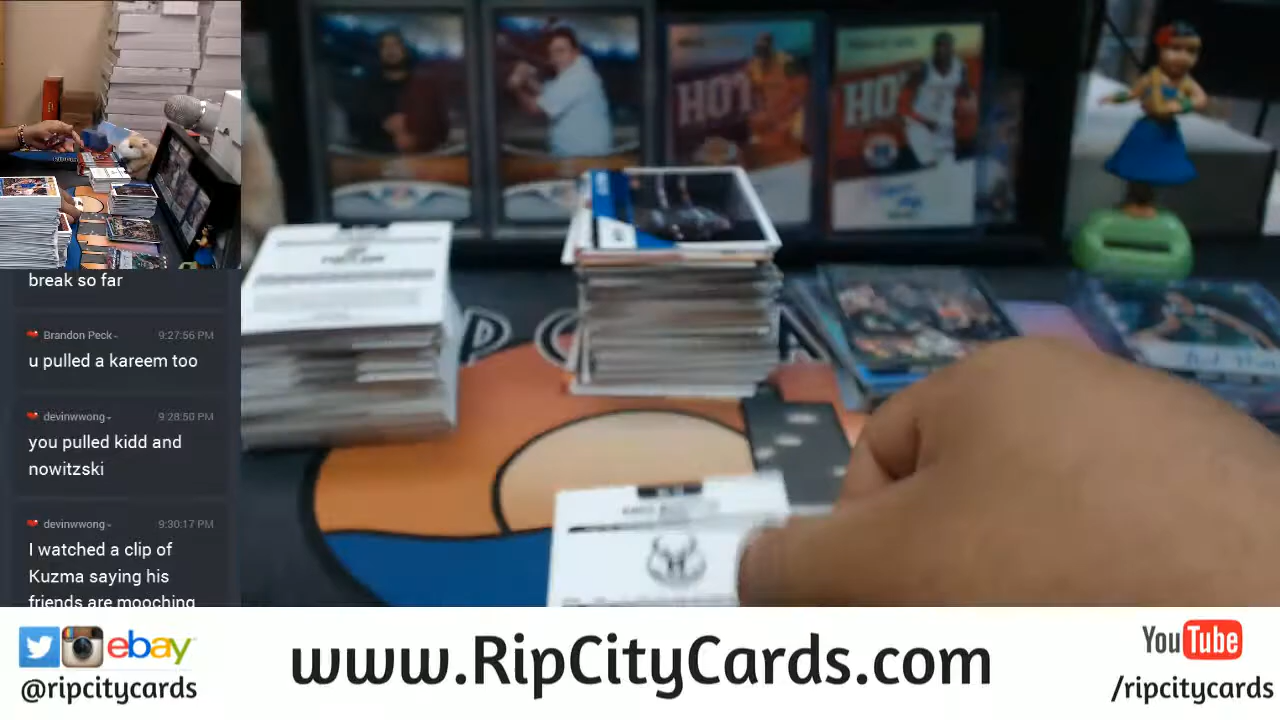 break so far
Brandon Peck 9:27:56 PM
u pulled a kareem too
devinwwong 9:28:50 PM
you pulled kidd and
nowitzski
devinwwong 9:30:17 PM
I watched a clip of
Kuzma saying his
friends are mooching
HOT
HO
P
ebay
@ripcitycards
www.RipCityCards.com
YouTube
/ripcitycards